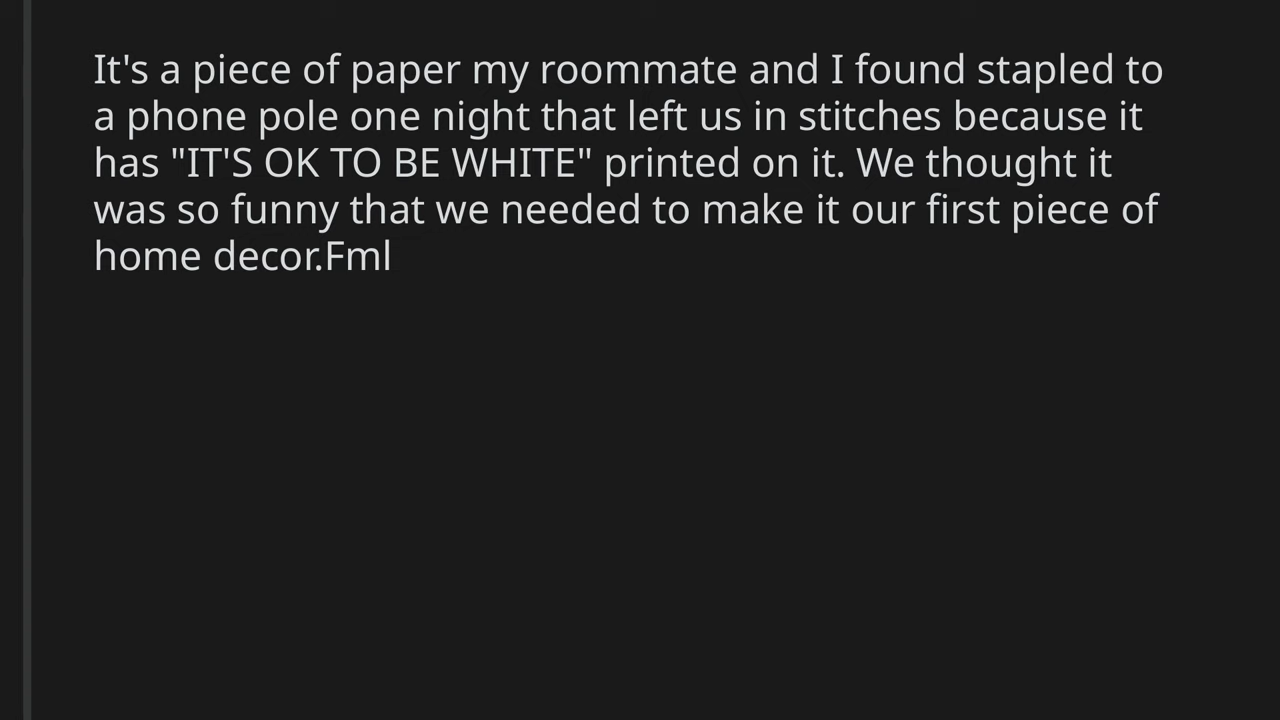 It's a piece of paper my roommate and I found stapled to
a phone pole one night that left us in stitches because it
has "IT'S OK TO BE WHITE" printed on it. We thought it
was so funny that we needed to make it our first piece of
home decor.Fml